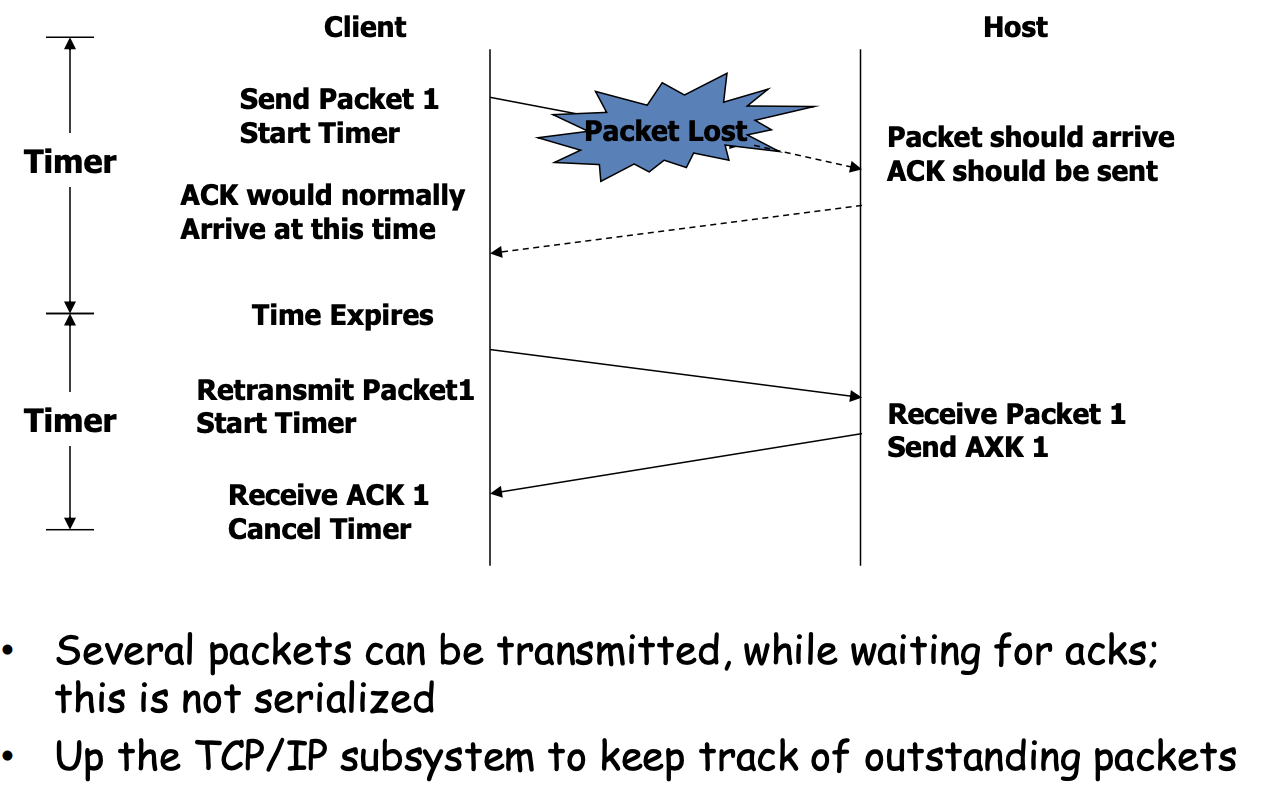 Client
Host
Send Packet 1
Start Timer
Packet Lost
Packet should arrive
ACK should be sent
Timer
ACK would normally
Arrive at this time
Time Expires
Retransmit Packet1
Start Timer
Timer
Receive Packet 1
Send AXK 1
Receive ACK 1
Cancel Timer
• Several packets can be transmitted, while waiting for acks;
this is not serialized
• Up the TCP/IP subsystem to keep track of outstanding packets